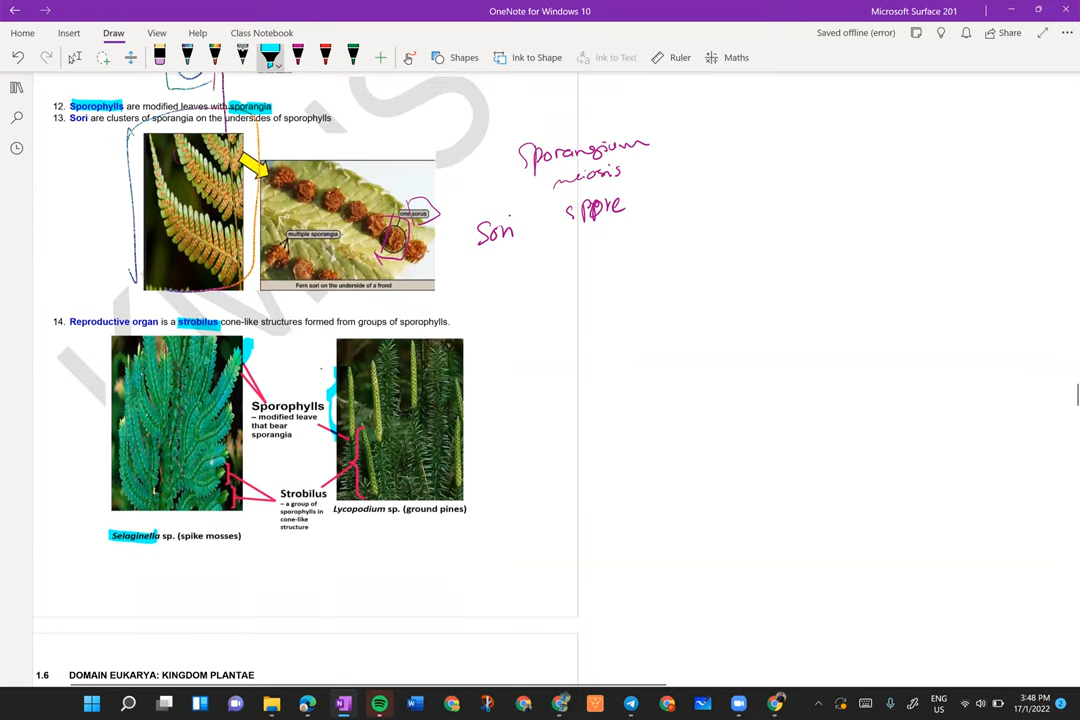 OneNote for Windows 10
Microsoft Surface 201
Home Insert Draw View Help Class Notebook
Saved offline (error)
Share
Shapes
Ink to Shape
Ink to Text
Ruler
Maths
12. Sporophylls are modified leaves with sporangia
13. Sori are clusters of sporangia on the undersides of sporophylls
one sorus
multiple sporangia
Fern sori on the underside of a frond
Sporangium
meiosis
spore
Sori
14. Reproductive organ is a strobilus cone-like structures formed from groups of sporophylls.
Sporophylls
– modified leave
that bear
sporangia
Strobilus
– a group of
sporophylls in
cone-like
structure
Lycopodium sp. (ground pines)
Selaginella sp. (spike mosses)
1.6 DOMAIN EUKARYA: KINGDOM PLANTAE
ENG
US
3:48 PM
17/1/2022
2